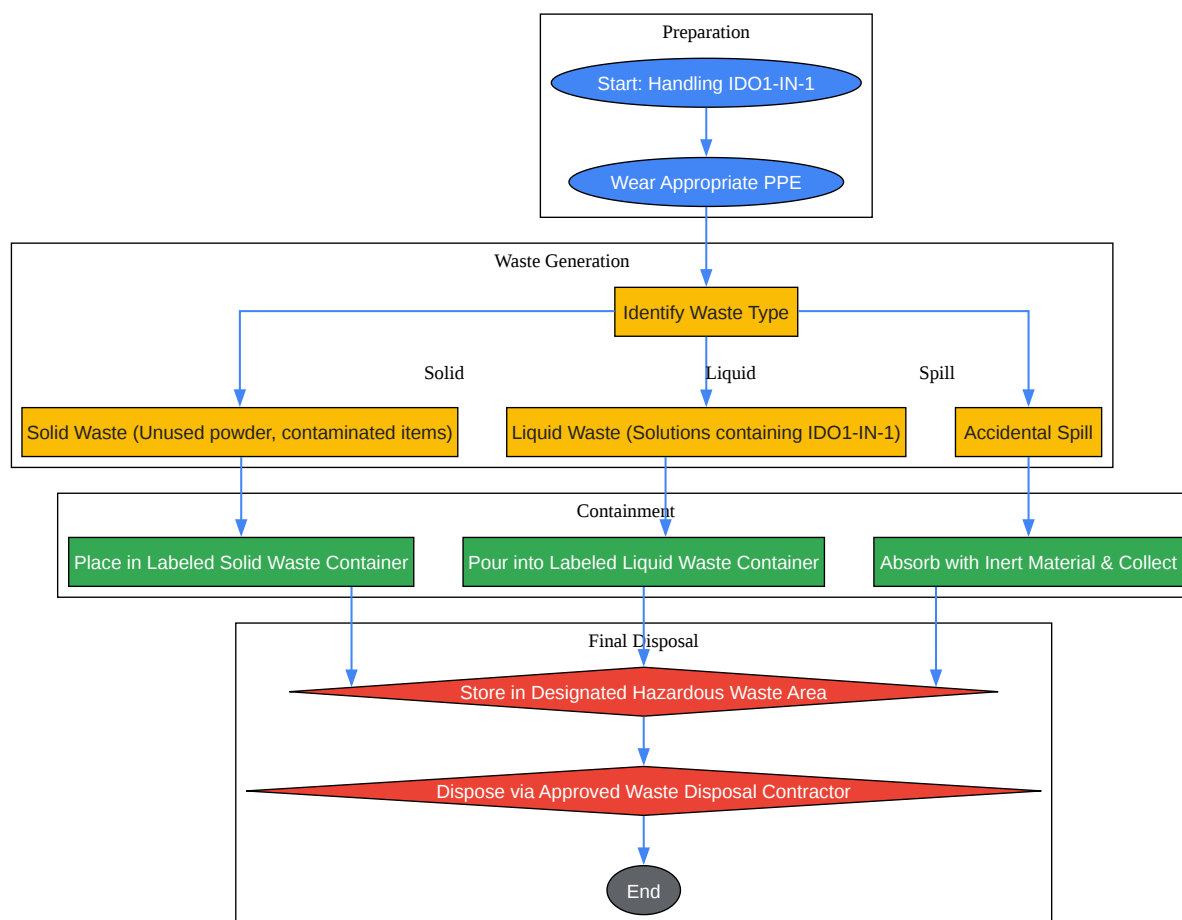 Preparation
Start: Handling IDO1-IN-1
Wear Appropriate PPE
Waste Generation
Identify Waste Type
Solid
Liquid
Spill
Solid Waste (Unused powder, contaminated items)
Liquid Waste (Solutions containing IDO1-IN-1)
Accidental Spill
Containment
Place in Labeled Solid Waste Container
Pour into Labeled Liquid Waste Container
Absorb with Inert Material & Collect
Final Disposal
Store in Designated Hazardous Waste Area
Dispose via Approved Waste Disposal Contractor
End